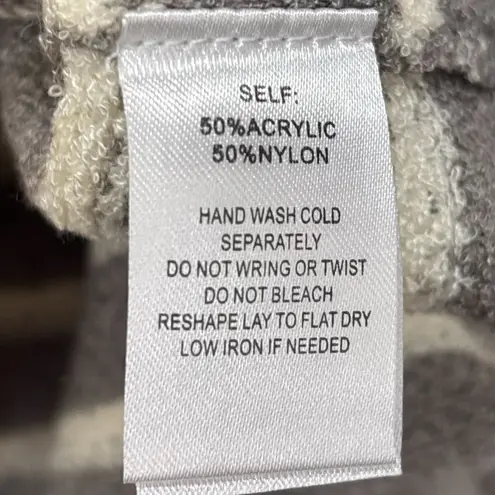 SELF:
50%ACRYLIC
50%NYLON
HAND WASH COLD
SEPARATELY
DO NOT WRING OR TWIST
DO NOT BLEACH
RESHAPE LAY TO FLAT DRY
LOW IRON IF NEEDED